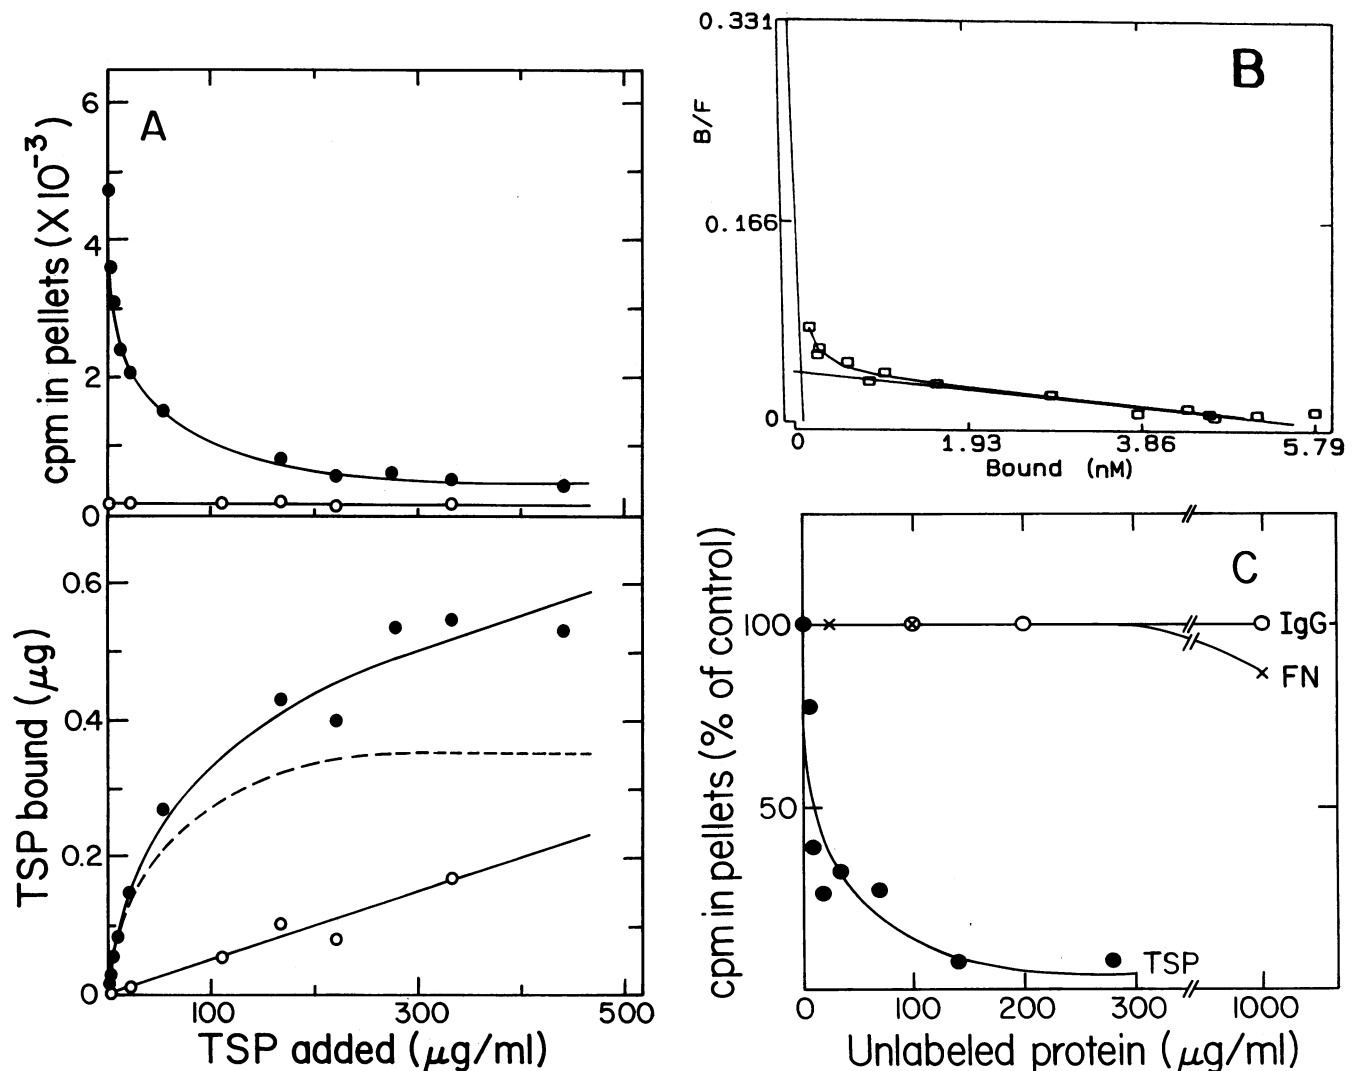 A
cpm in pellets (X10⁻³)
6
4
2
0
TSP bound (μg)
0.6
0.4
0.2
0
100
300
500
TSP added (μg/ml)
B
B/F
0.331
0.166
0
0
1.93
3.86
5.79
Bound (nM)
C
cpm in pellets (% of control)
100
50
0
IgG
FN
TSP
0
100
200
300
1000
Unlabeled protein (μg/ml)